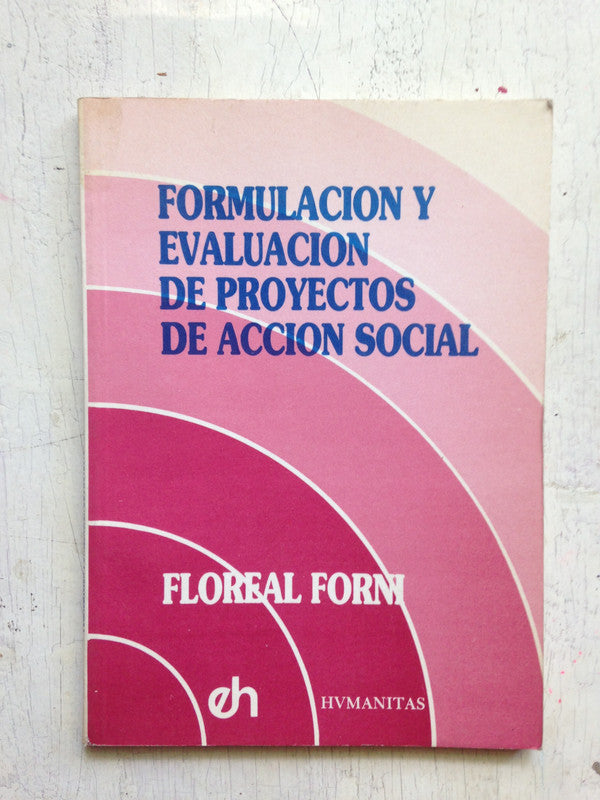 FORMULACION Y
EVALUACION
DE PROYECTOS
DE ACCION SOCIAL
FLOREAL FORNI
eh
HVMANITAS